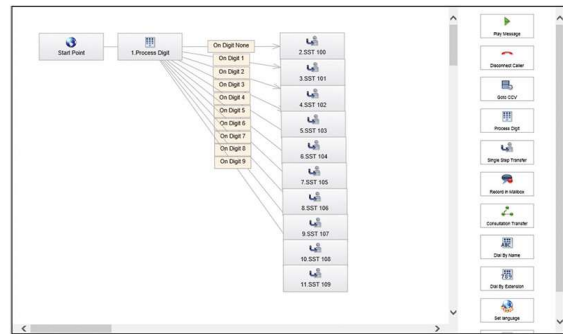 Start Point
1.Process Digit
On Digit None
On Digit 1
On Digit 2
On Digit 3
On Digit 4
On Digit 5
On Digit 6
On Digit 7
On Digit 8
On Digit 9
2.SST 100
3.SST 101
4.SST 102
5.SST 103
6.SST 104
7.SST 105
8.SST 106
9.SST 107
10.SST 108
11.SST 109
Play Message
Disconnect Caller
Goto CCV
Process Digit
Single Step Transfer
Record in Mailbox
Consultation Transfer
ABC
Dial By Name
Dial By Extension
Set language